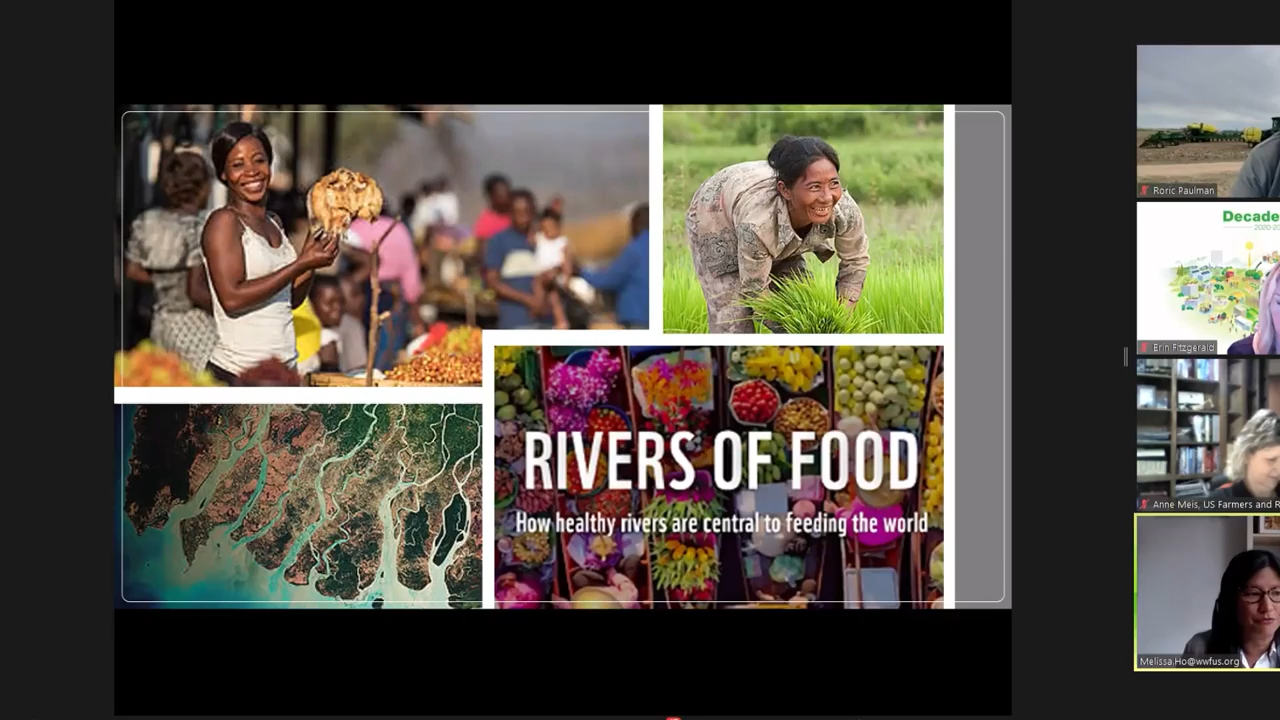 RIVERS OF FOOD
How healthy rivers are central to feeding the world
Roric Paulman
Decade
2020-20
Erin Fitzgerald
Anne Meis, US Farmers and R
Melissa.Ho@wwfus.org